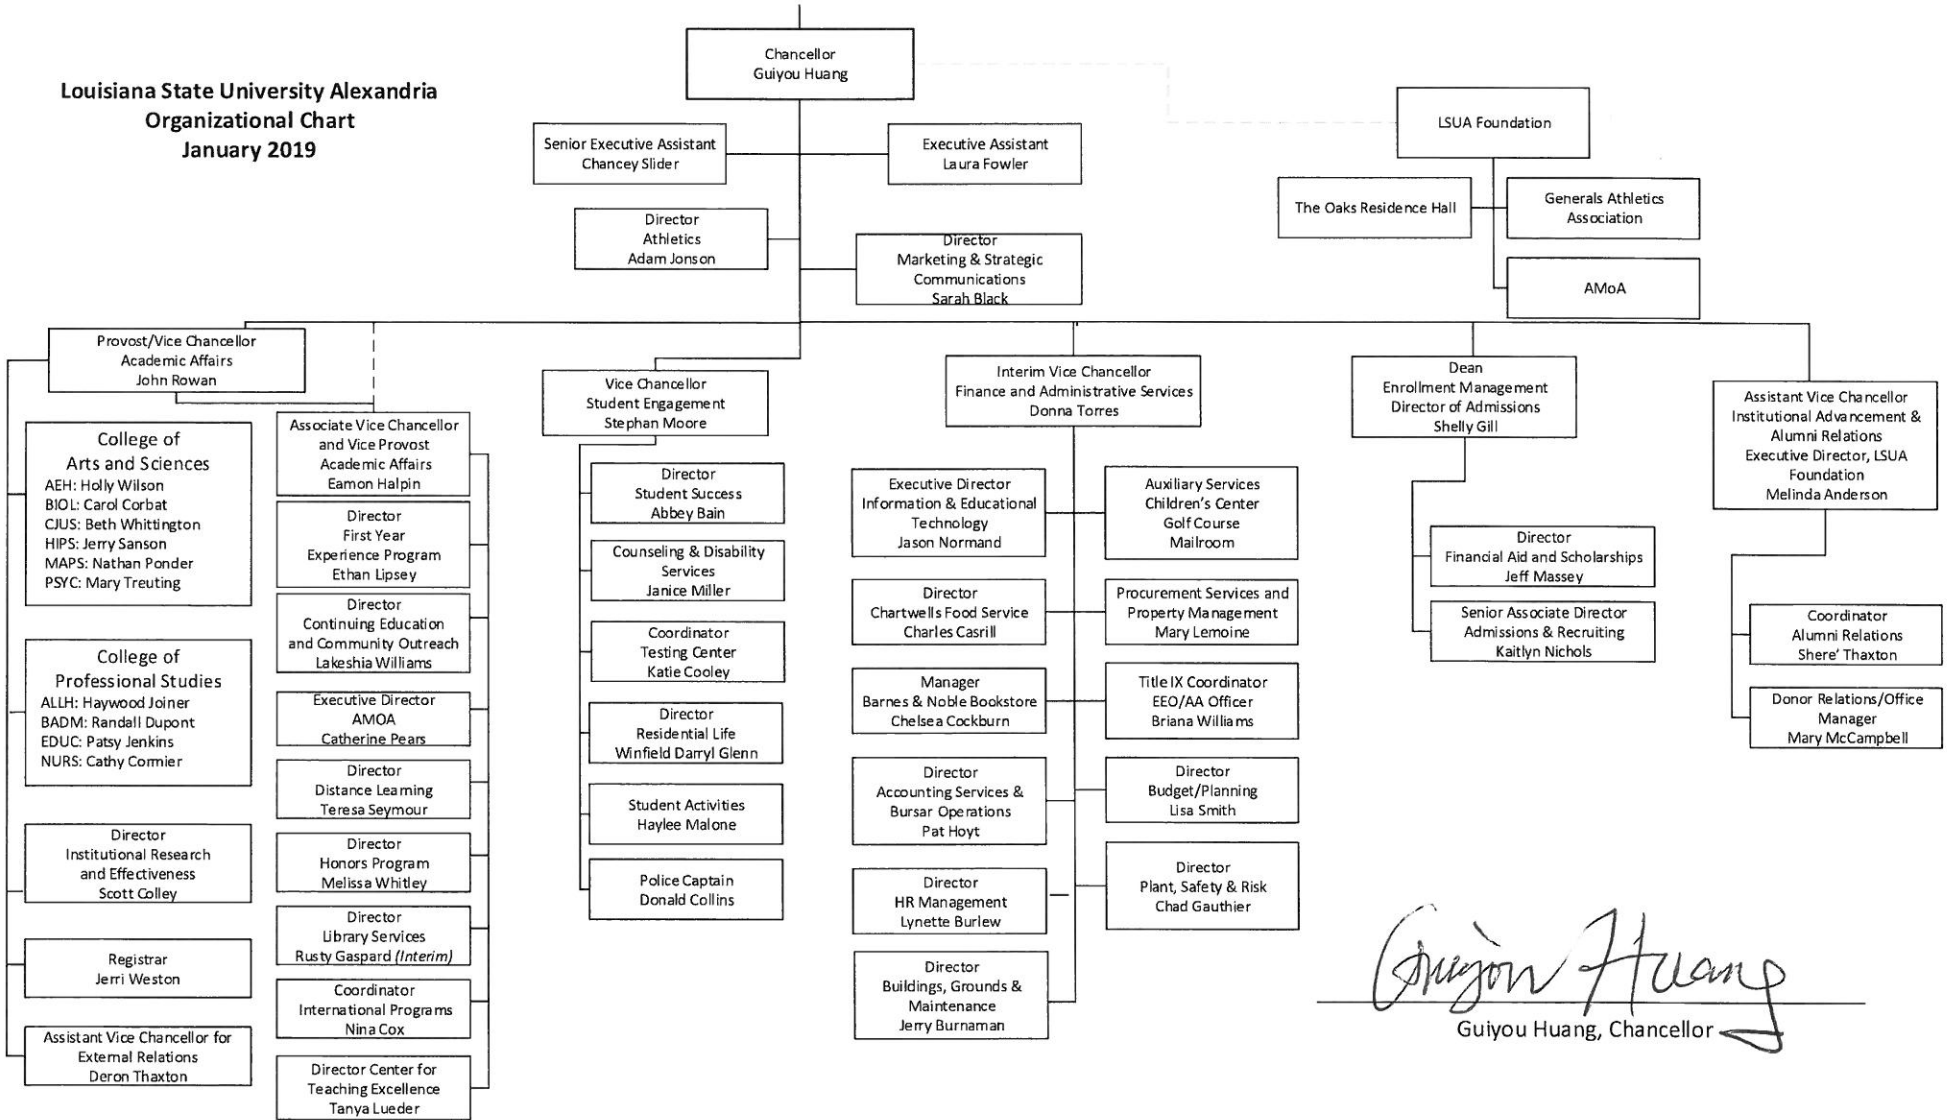 Louisiana State University Alexandria
Organizational Chart
January 2019
Chancellor
Guiyou Huang
Senior Executive Assistant
Chancey Slider
Executive Assistant
Laura Fowler
LSUA Foundation
The Oaks Residence Hall
Generals Athletics
Association
AMoA
Director
Athletics
Adam Jonson
Director
Marketing & Strategic
Communications
Sarah Black
Provost/Vice Chancellor
Academic Affairs
John Rowan
College of
Arts and Sciences
AEH: Holly Wilson
BIOL: Carol Corbat
CJUS: Beth Whittington
HIPS: Jerry Sanson
MAPS: Nathan Ponder
PSYC: Mary Treuting
College of
Professional Studies
ALLH: Haywood Joiner
BADM: Randall Dupont
EDUC: Patsy Jenkins
NURS: Cathy Cormier
Director
Institutional Research
and Effectiveness
Scott Colley
Registrar
Jerri Weston
Assistant Vice Chancellor for
External Relations
Deron Thaxton
Associate Vice Chancellor
and Vice Provost
Academic Affairs
Eamon Halpin
Director
First Year
Experience Program
Ethan Lipsey
Director
Continuing Education
and Community Outreach
Lakeshia Williams
Executive Director
AMOA
Catherine Pears
Director
Distance Learning
Teresa Seymour
Director
Honors Program
Melissa Whitley
Director
Library Services
Rusty Gaspard (Interim)
Coordinator
International Programs
Nina Cox
Director Center for
Teaching Excellence
Tanya Lueder
Vice Chancellor
Student Engagement
Stephan Moore
Director
Student Success
Abbey Bain
Counseling & Disability
Services
Janice Miller
Coordinator
Testing Center
Katie Cooley
Director
Residential Life
Winfield Darryl Glenn
Student Activities
Haylee Malone
Police Captain
Donald Collins
Interim Vice Chancellor
Finance and Administrative Services
Donna Torres
Executive Director
Information & Educational
Technology
Jason Normand
Auxiliary Services
Children's Center
Golf Course
Mailroom
Director
Chartwells Food Service
Charles Casrill
Procurement Services and
Property Management
Mary Lemoine
Manager
Barnes & Noble Bookstore
Chelsea Cockburn
Title IX Coordinator
EEO/AA Officer
Briana Williams
Director
Accounting Services &
Bursar Operations
Pat Hoyt
Director
Budget/Planning
Lisa Smith
Director
HR Management
Lynette Burlew
Director
Plant, Safety & Risk
Chad Gauthier
Director
Buildings, Grounds &
Maintenance
Jerry Burnaman
Dean
Enrollment Management
Director of Admissions
Shelly Gill
Director
Financial Aid and Scholarships
Jeff Massey
Senior Associate Director
Admissions & Recruiting
Kaitlyn Nichols
Assistant Vice Chancellor
Institutional Advancement &
Alumni Relations
Executive Director, LSUA
Foundation
Melinda Anderson
Coordinator
Alumni Relations
Shere' Thaxton
Donor Relations/Office
Manager
Mary McCampbell
Guiyou Huang
Guiyou Huang, Chancellor